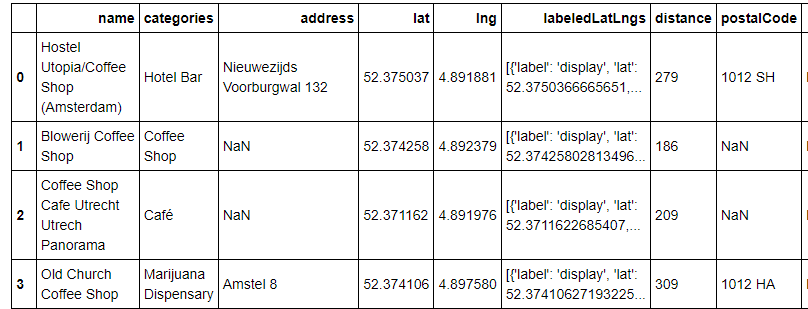 name categories address lat lng labeledLatLngs distance postalCode
0 Hostel Utopia/Coffee Shop (Amsterdam) Hotel Bar Nieuwezijds Voorburgwal 132 52.375037 4.891881 [{'label': 'display', 'lat': 52.3750366665651,... 279 1012 SH
1 Blowerij Coffee Shop Coffee Shop NaN 52.374258 4.892379 [{'label': 'display', 'lat': 52.37425802813496... 186 NaN
2 Coffee Shop Cafe Utrecht Utrech Panorama Café NaN 52.371162 4.891976 [{'label': 'display', 'lat': 52.3711622685407,... 209 NaN
3 Old Church Coffee Shop Marijuana Dispensary Amstel 8 52.374106 4.897580 [{'label': 'display', 'lat': 52.37410627193225... 309 1012 HA